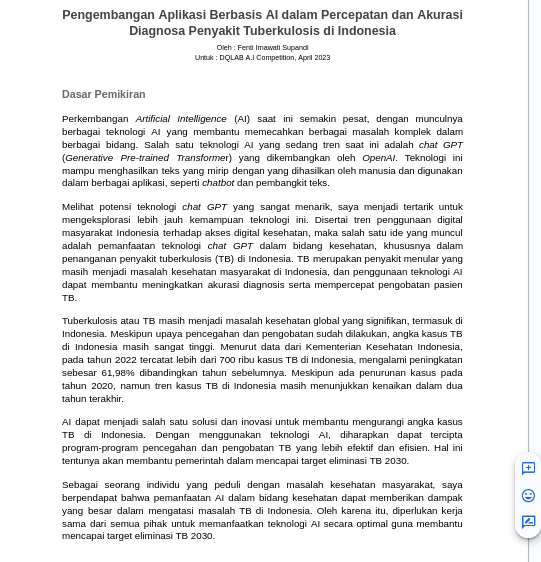 Pengembangan Aplikasi Berbasis AI dalam Percepatan dan Akurasi
Diagnosa Penyakit Tuberkulosis di Indonesia
Oleh : Fenti Imawati Supandi
Untuk : DQLAB A.I Competition, April 2023
Dasar Pemikiran
Perkembangan Artificial Intelligence (AI) saat ini semakin pesat, dengan munculnya
berbagai teknologi AI yang membantu memecahkan berbagai masalah komplek dalam
berbagai bidang. Salah satu teknologi AI yang sedang tren saat ini adalah chat GPT
(Generative Pre-trained Transformer) yang dikembangkan oleh OpenAI. Teknologi ini
mampu menghasilkan teks yang mirip dengan yang dihasilkan oleh manusia dan digunakan
dalam berbagai aplikasi, seperti chatbot dan pembangkit teks.
Melihat potensi teknologi chat GPT yang sangat menarik, saya menjadi tertarik untuk
mengeksplorasi lebih jauh kemampuan teknologi ini. Disertai tren penggunaan digital
masyarakat Indonesia terhadap akses digital kesehatan, maka salah satu ide yang muncul
adalah pemanfaatan teknologi chat GPT dalam bidang kesehatan, khususnya dalam
penanganan penyakit tuberkulosis (TB) di Indonesia. TB merupakan penyakit menular yang
masih menjadi masalah kesehatan masyarakat di Indonesia, dan penggunaan teknologi AI
dapat membantu meningkatkan akurasi diagnosis serta mempercepat pengobatan pasien
TB.
Tuberkulosis atau TB masih menjadi masalah kesehatan global yang signifikan, termasuk di
Indonesia. Meskipun upaya pencegahan dan pengobatan sudah dilakukan, angka kasus TB
di Indonesia masih sangat tinggi. Menurut data dari Kementerian Kesehatan Indonesia,
pada tahun 2022 tercatat lebih dari 700 ribu kasus TB di Indonesia, mengalami peningkatan
sebesar 61,98% dibandingkan tahun sebelumnya. Meskipun ada penurunan kasus pada
tahun 2020, namun tren kasus TB di Indonesia masih menunjukkan kenaikan dalam dua
tahun terakhir.
AI dapat menjadi salah satu solusi dan inovasi untuk membantu mengurangi angka kasus
TB di Indonesia. Dengan menggunakan teknologi AI, diharapkan dapat tercipta
program-program pencegahan dan pengobatan TB yang lebih efektif dan efisien. Hal ini
tentunya akan membantu pemerintah dalam mencapai target eliminasi TB 2030.
Sebagai seorang individu yang peduli dengan masalah kesehatan masyarakat, saya
berpendapat bahwa pemanfaatan AI dalam bidang kesehatan dapat memberikan dampak
yang besar dalam mengatasi masalah TB di Indonesia. Oleh karena itu, diperlukan kerja
sama dari semua pihak untuk memanfaatkan teknologi AI secara optimal guna membantu
mencapai target eliminasi TB 2030.